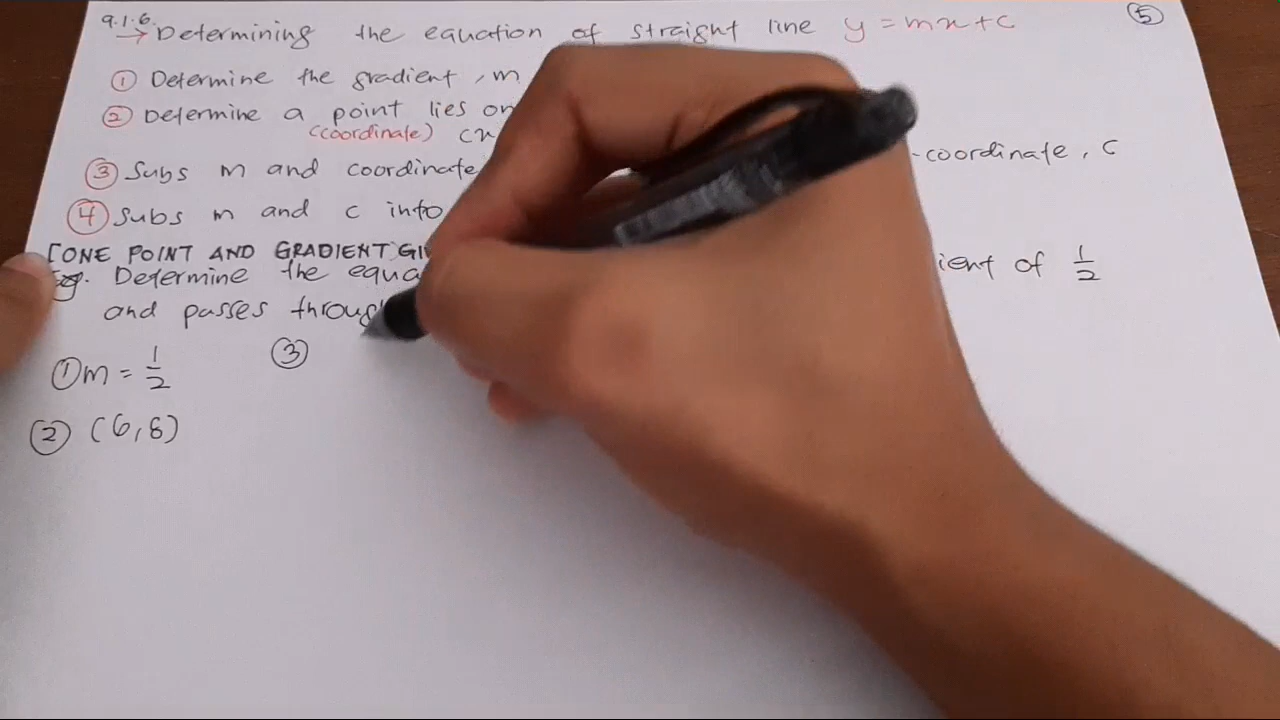 9.1.6.
→ Determining the equation of straight line y = mx + c
⑤
① Determine the gradient, m
② Determine a point lies on
(coordinate) (x
③ Subs m and coordinate -coordinate, c
④ Subs m and c into
[ONE POINT AND GRADIENT GI
Eg. Determine the equa ient of 1/2
and passes throug
① m = 1/2
② (6,8)
③